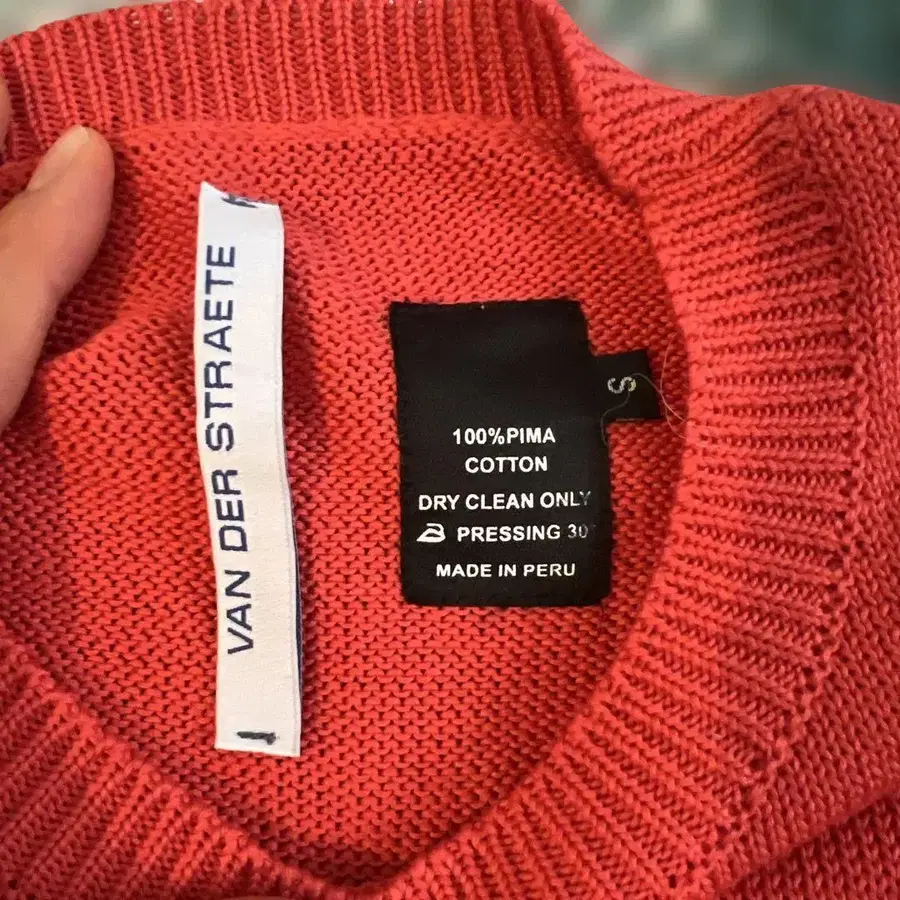 VAN DER STRAETE
S
100%PIMA
COTTON
DRY CLEAN ONLY
PRESSING 30°
MADE IN PERU